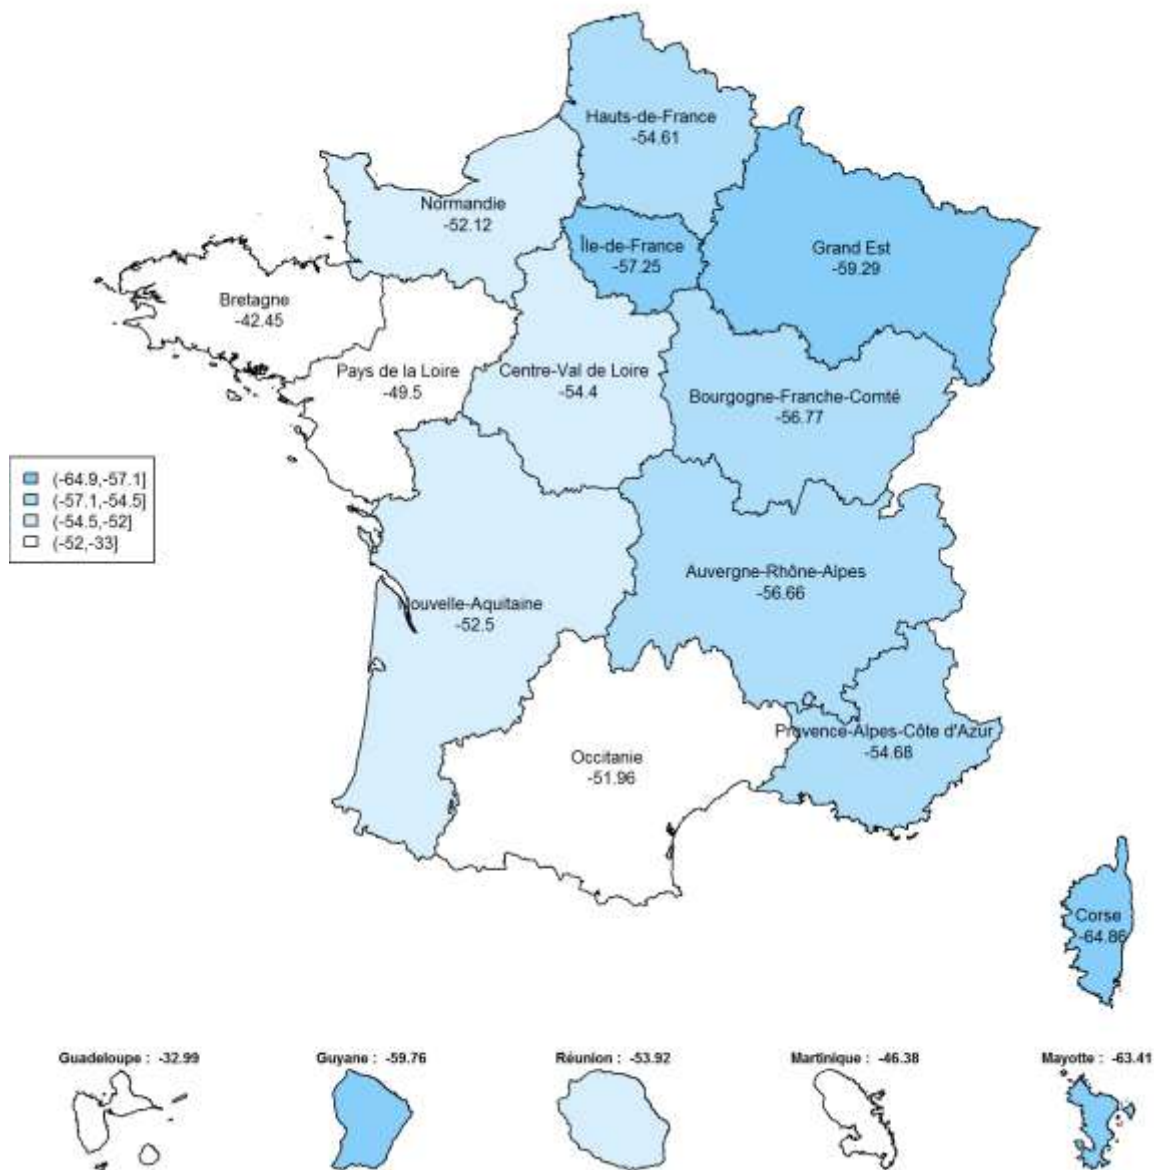 Hauts-de-France
-54.61
Normandie
-52.12
Île-de-France
-57.25
Grand Est
-59.29
Bretagne
-42.45
Pays de la Loire
-49.5
Centre-Val de Loire
-54.4
Bourgogne-Franche-Comté
-56.77
(-64.9,-57.1]
(-57.1,-54.5]
(-54.5,-52]
(-52,-33]
Auvergne-Rhône-Alpes
-56.66
Nouvelle-Aquitaine
-52.5
Provence-Alpes-Côte d'Azur
-54.68
Occitanie
-51.96
Corse
-64.86
Guadeloupe : -32.99
Guyane : -59.76
Réunion : -53.92
Martinique : -46.38
Mayotte : -63.41